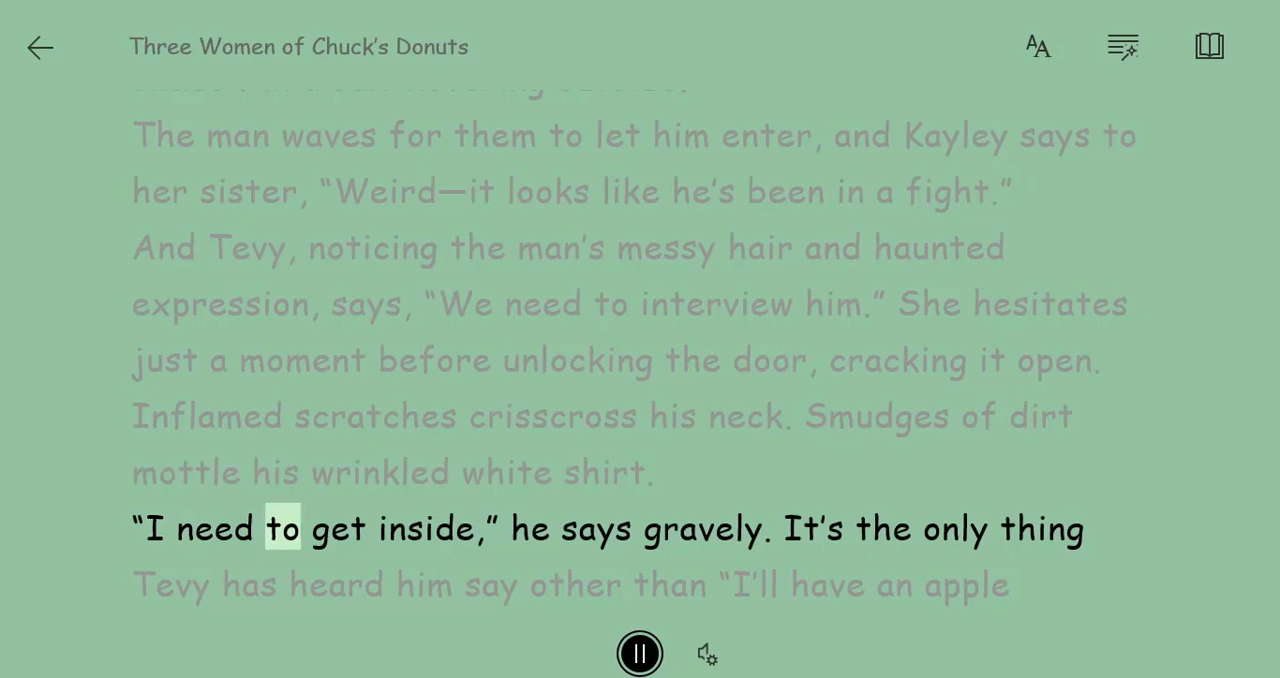 Three Women of Chuck's Donuts
AA
The man waves for them to let him enter, and Kayley says to
her sister, “Weird—it looks like he's been in a fight.”
And Tevy, noticing the man's messy hair and haunted
expression, says, “We need to interview him.” She hesitates
just a moment before unlocking the door, cracking it open.
Inflamed scratches crisscross his neck. Smudges of dirt
mottle his wrinkled white shirt.
“I need to get inside,” he says gravely. It's the only thing
Tevy has heard him say other than “I'll have an apple